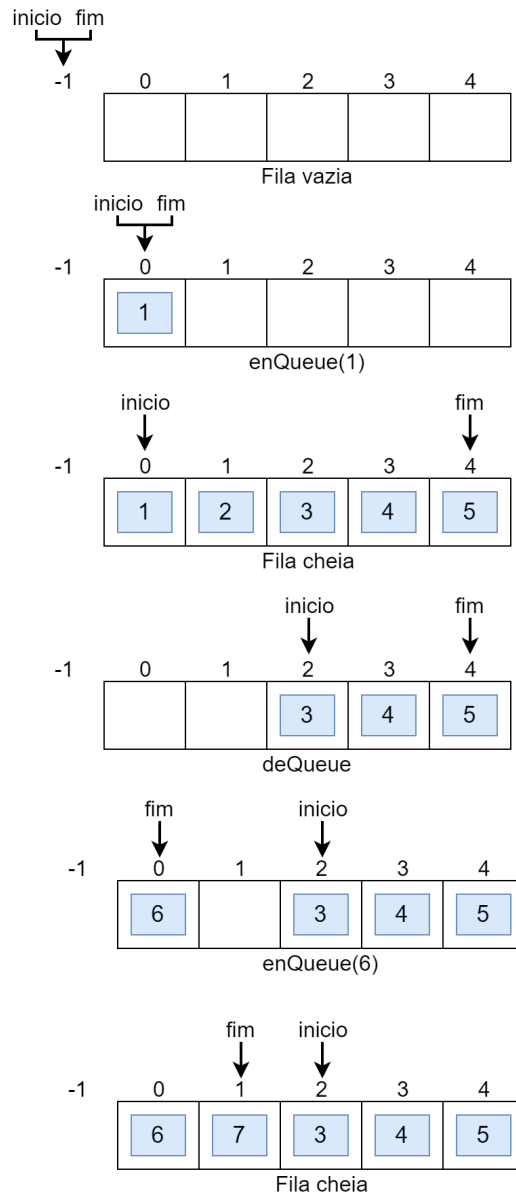 inicio fim
-1 0 1 2 3 4
Fila vazia
inicio fim
-1 0 1 2 3 4
1
enQueue(1)
inicio fim
-1 0 1 2 3 4
1 2 3 4 5
Fila cheia
inicio fim
-1 0 1 2 3 4
3 4 5
deQueue
fim inicio
-1 0 1 2 3 4
6 3 4 5
enQueue(6)
fim inicio
-1 0 1 2 3 4
6 7 3 4 5
Fila cheia